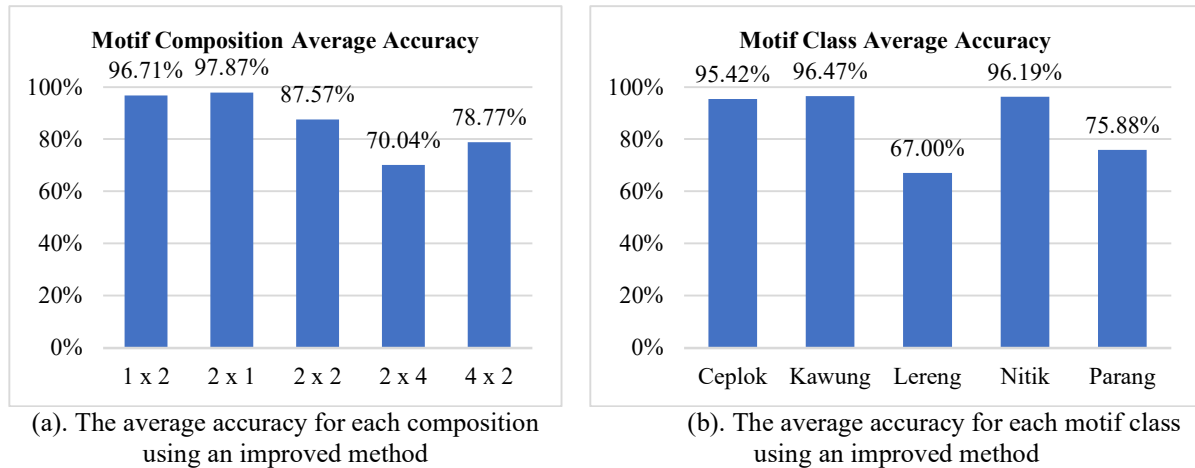 Motif Composition Average Accuracy
96.71% 97.87% 87.57% 70.04% 78.77%
100%
80%
60%
40%
20%
0%
1 x 2 2 x 1 2 x 2 2 x 4 4 x 2
(a). The average accuracy for each composition
using an improved method
Motif Class Average Accuracy
95.42% 96.47% 67.00% 96.19% 75.88%
100%
80%
60%
40%
20%
0%
Ceplok Kawung Lereng Nitik Parang
(b). The average accuracy for each motif class
using an improved method